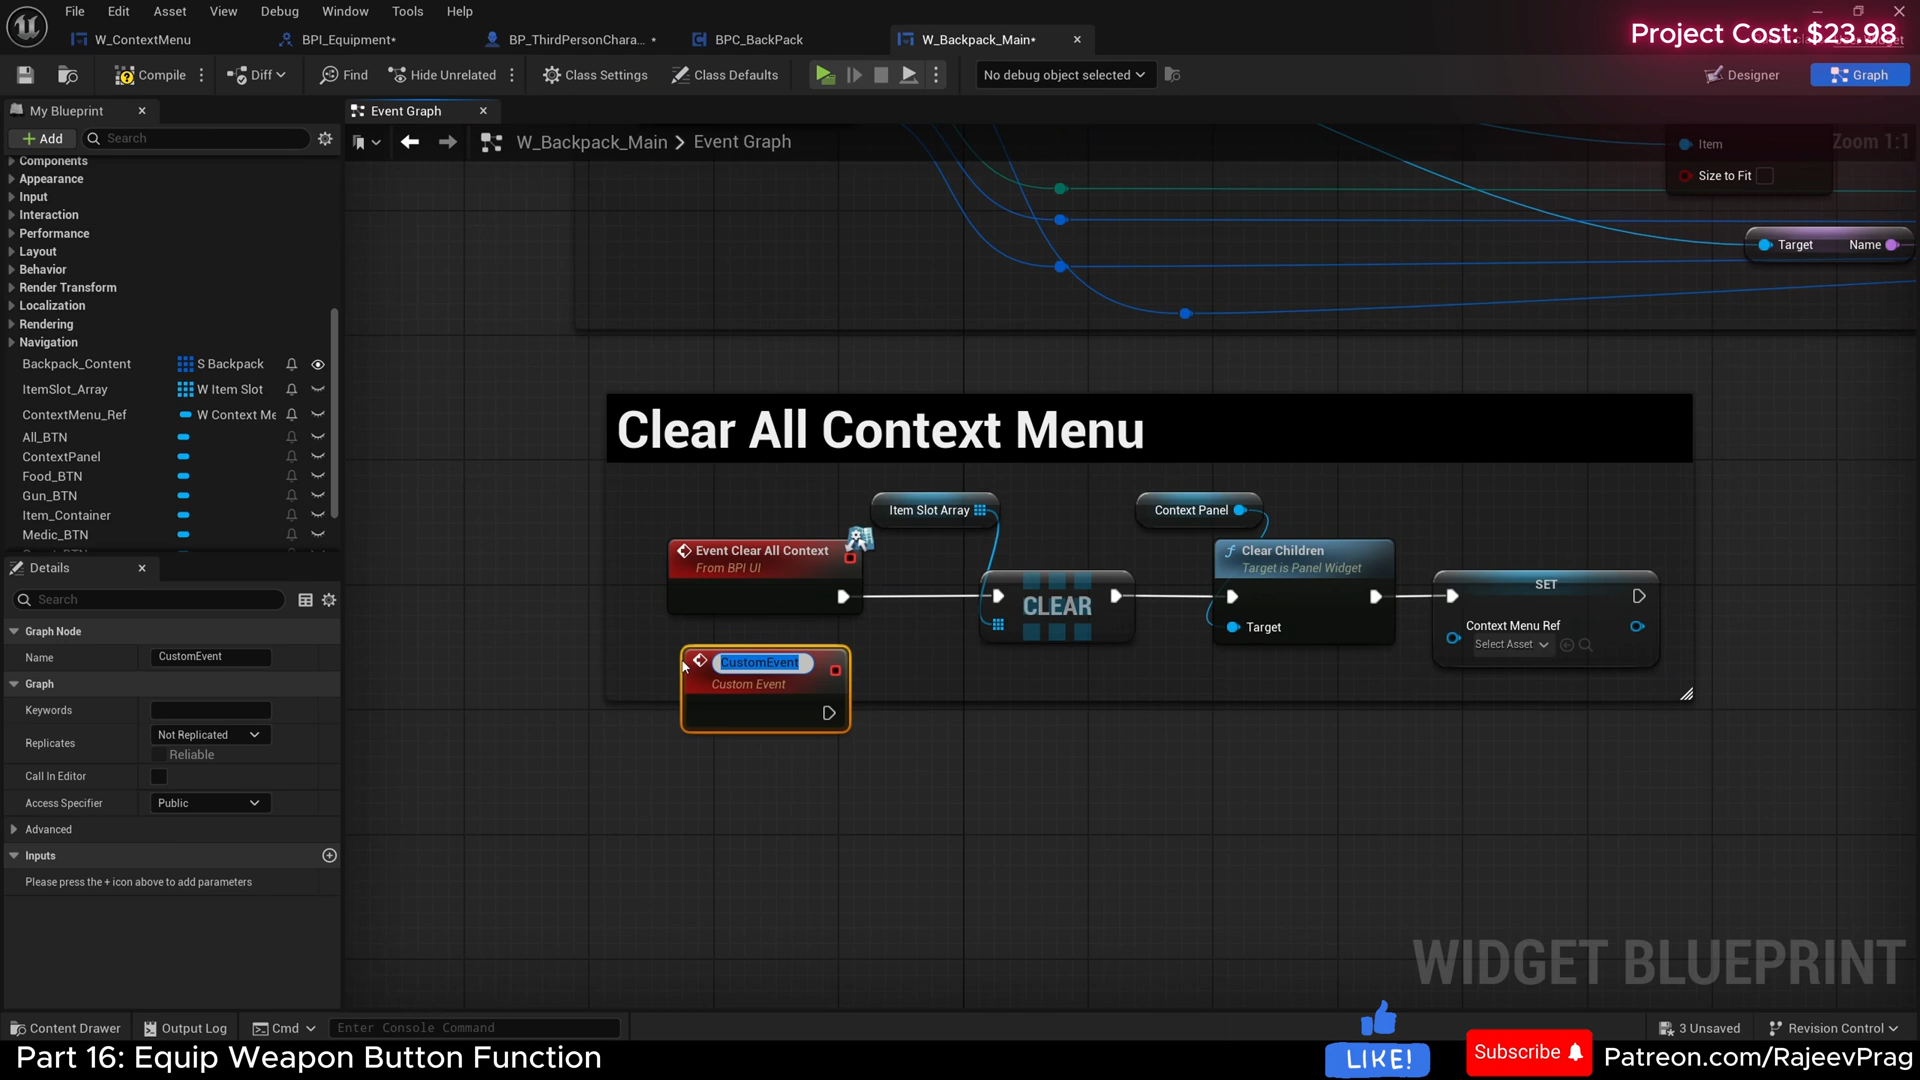 File Edit Asset View Debug Window Tools Help
Project Cost: $23.98
W_ContextMenu BPI_Equipment* BP_ThirdPersonChara... * BPC_BackPack W_Backpack_Main*
Compile Diff Find Hide Unrelated Class Settings Class Defaults No debug object selected Designer Graph
My Blueprint Event Graph
+ Add Search W_Backpack_Main > Event Graph Zoom 1:1
Components
Appearance
Input
Interaction
Performance
Layout
Behavior
Render Transform
Localization
Rendering
Navigation
Backpack_Content S Backpack
ItemSlot_Array W Item Slot
ContextMenu_Ref W Context Me
All_BTN
ContextPanel
Food_BTN
Gun_BTN
Item_Container
Medic_BTN
Details
Search
Graph Node
Name CustomEvent
Graph
Keywords
Replicates Not Replicated
Reliable
Call In Editor
Access Specifier Public
Advanced
Inputs
Please press the + icon above to add parameters
Item
Size to Fit
Target Name
Clear All Context Menu
Item Slot Array
Context Panel
Event Clear All Context
From BPI UI
CLEAR
Clear Children
Target is Panel Widget
Target
SET
Context Menu Ref
Select Asset
CustomEvent
Custom Event
WIDGET BLUEPRINT
Content Drawer Output Log Cmd Enter Console Command 3 Unsaved Revision Control
Part 16: Equip Weapon Button Function
LIKE!
Subscribe
Patreon.com/RajeevPrag